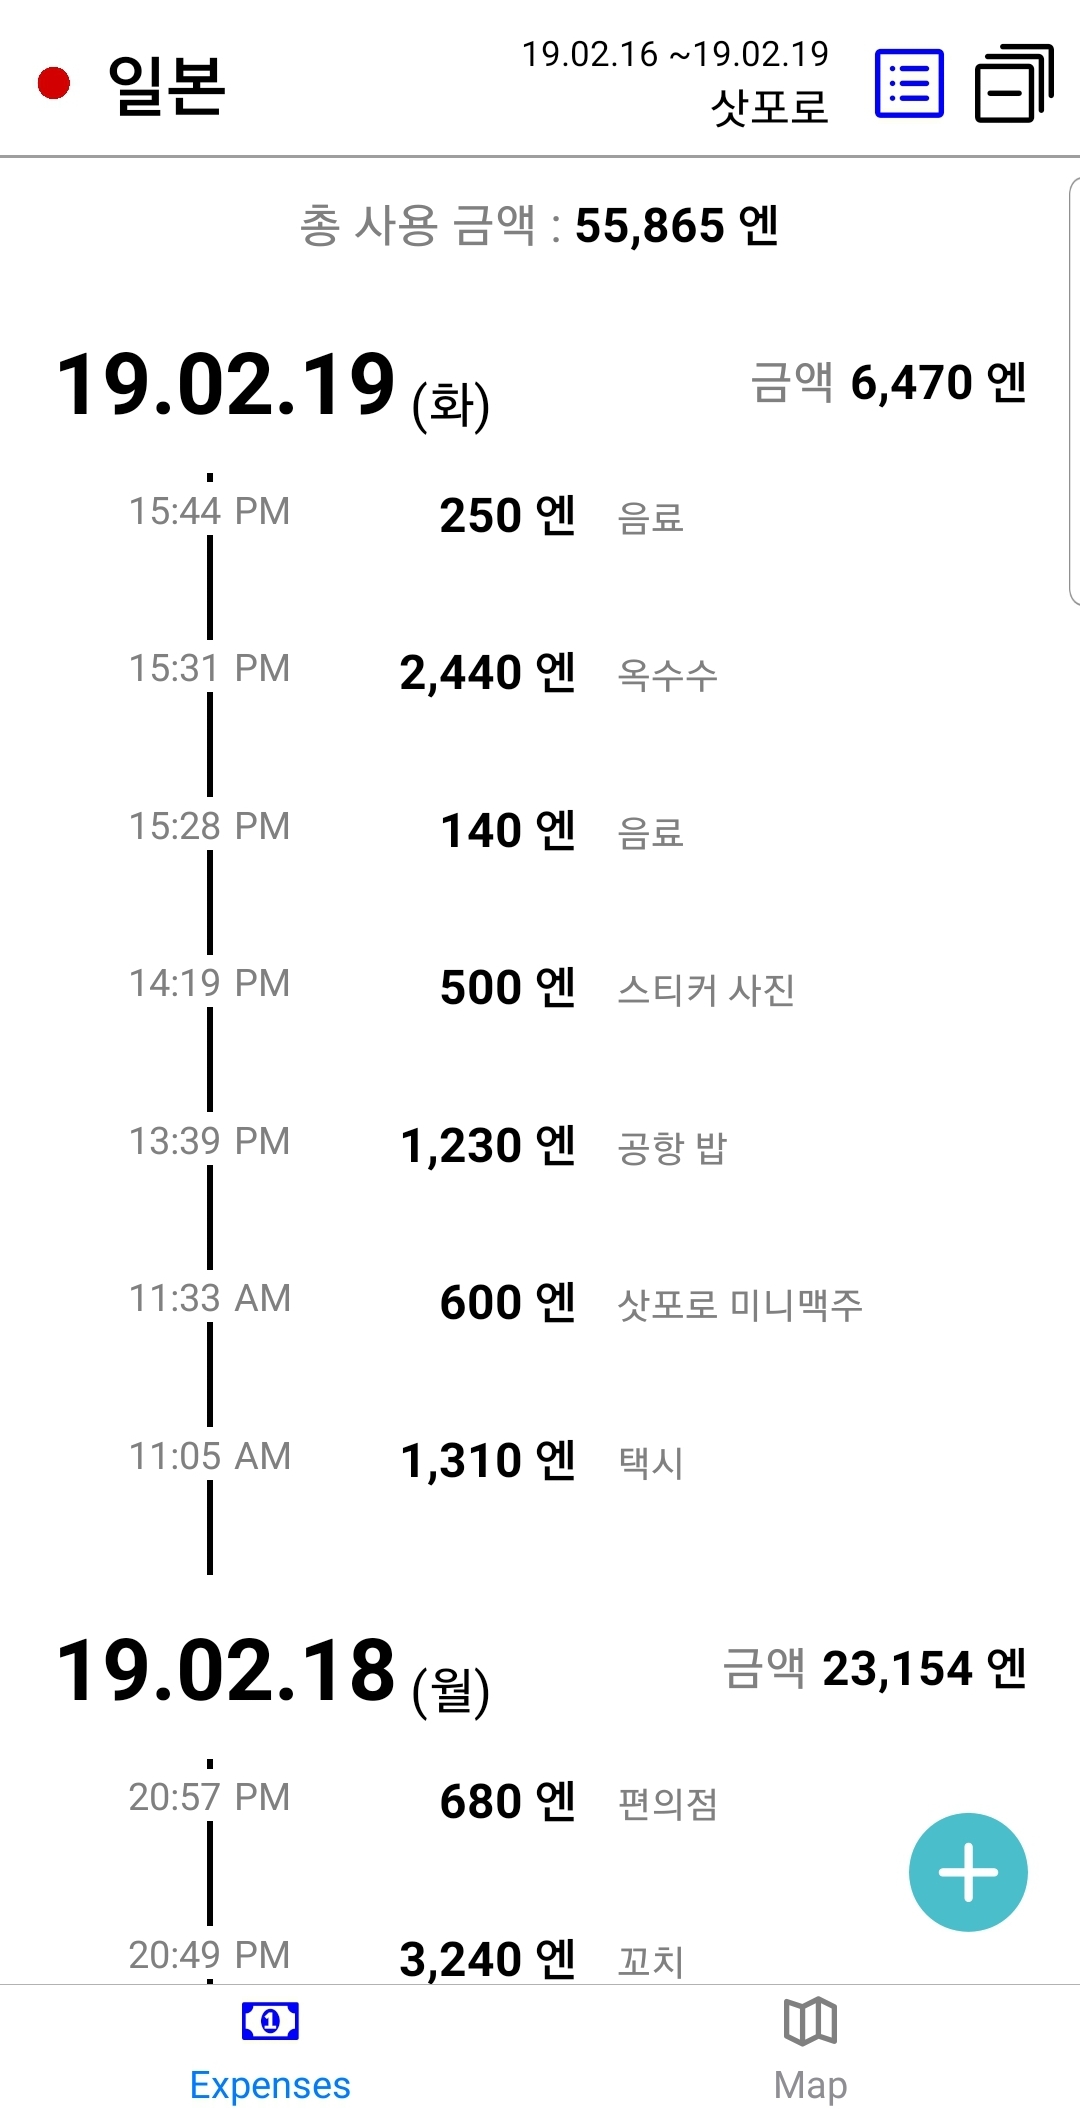 일본
19.02.16 ~19.02.19
삿포로
총 사용 금액 : 55,865 엔
19.02.19 (화) 금액 6,470 엔
15:44 PM 250 엔 음료
15:31 PM 2,440 엔 옥수수
15:28 PM 140 엔 음료
14:19 PM 500 엔 스티커 사진
13:39 PM 1,230 엔 공항 밥
11:33 AM 600 엔 삿포로 미니맥주
11:05 AM 1,310 엔 택시
19.02.18 (월) 금액 23,154 엔
20:57 PM 680 엔 편의점
20:49 PM 3,240 엔 꼬치
Expenses Map